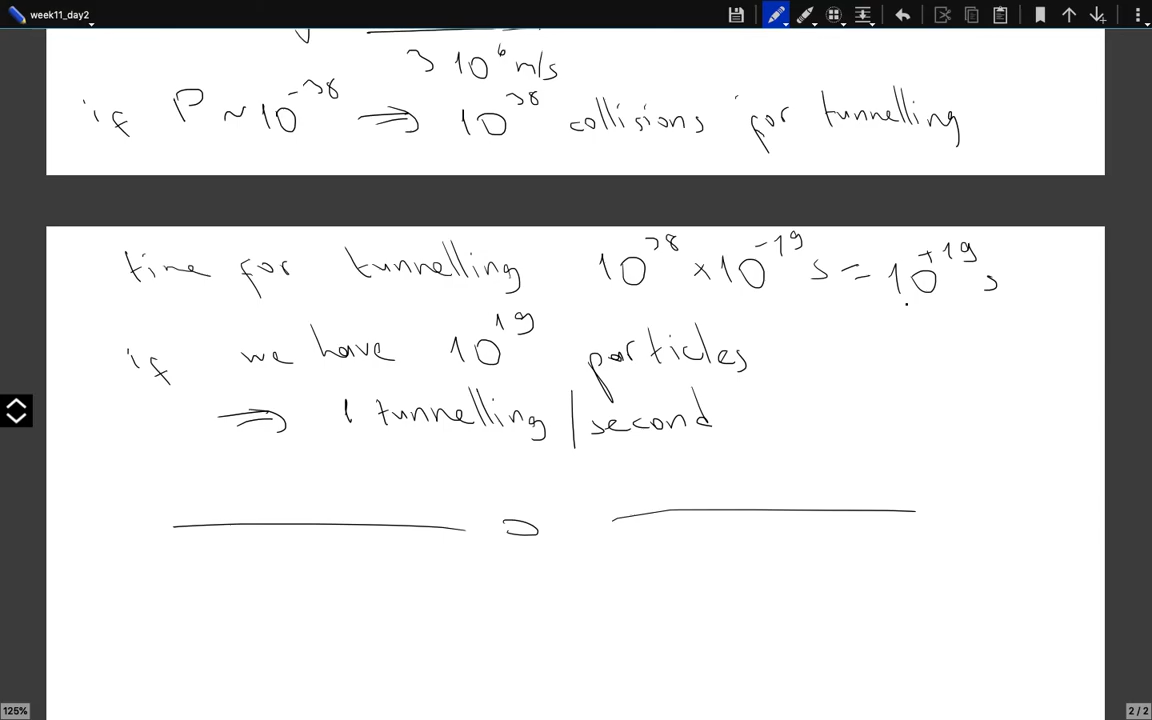 week11_day2
3 10⁶ m/s
if P ~ 10⁻³⁸ ⇒ 10³⁸ collisions for tunnelling
time for tunnelling 10³⁸ × 10⁻¹⁹ s = 10⁺¹⁹ s
if we have 10¹⁹ particles
⇒ 1 tunnelling / second
125%
2 / 2